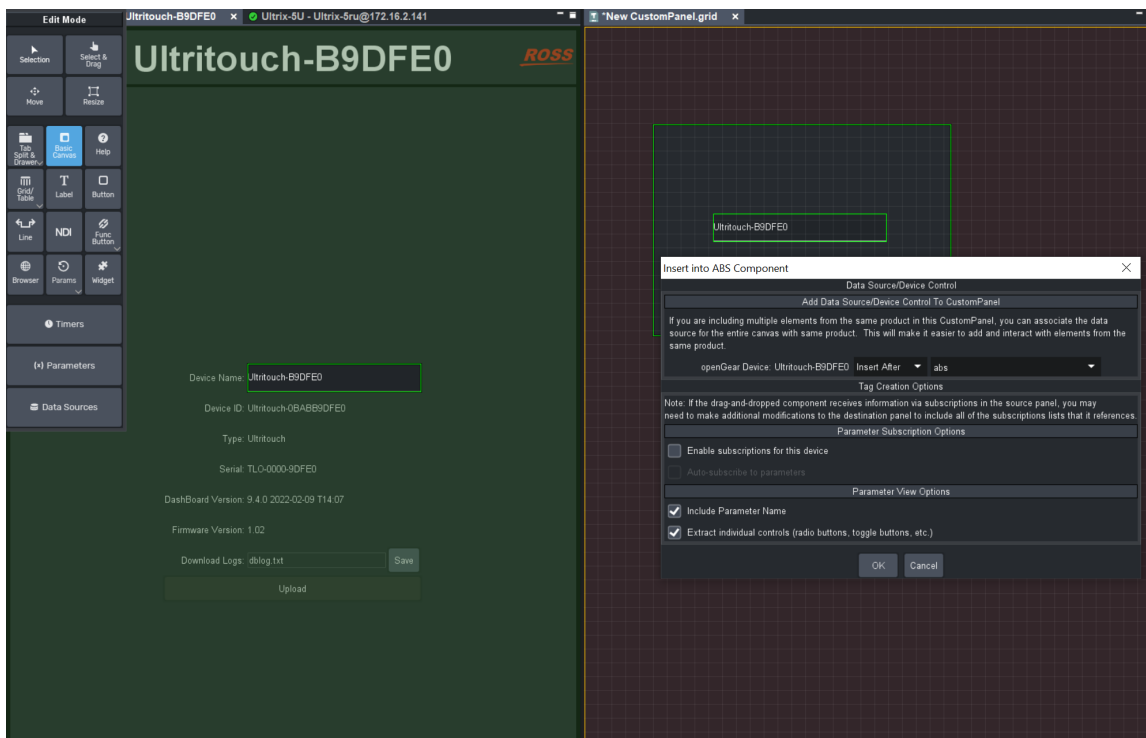 Edit Mode
Ultritouch-B9DFE0 × Ultrix-5U - Ultrix-5ru@172.16.2.141
*New CustomPanel.grid ×
Selection
Select &
Drag
Move
Resize
Tab
Split &
Drawer
Basic
Canvas
Help
Grid/
Table
Label
Button
Line
NDI
Func
Button
Browser
Params
Widget
Timers
Parameters
Data Sources
Ultritouch-B9DFE0
ROSS
Device Name: Ultritouch-B9DFE0
Device ID: Ultritouch-0BABB9DFE0
Type: Ultritouch
Serial: TLO-0000-9DFE0
DashBoard Version: 9.4.0 2022-02-09 T14:07
Firmware Version: 1.02
Download Logs: dblog.txt Save
Upload
Ultritouch-B9DFE0
Insert into ABS Component
Data Source/Device Control
Add Data Source/Device Control To CustomPanel
If you are including multiple elements from the same product in this CustomPanel, you can associate the data
source for the entire canvas with same product. This will make it easier to add and interact with elements from the
same product.
openGear Device: Ultritouch-B9DFE0 Insert After abs
Tag Creation Options
Note: If the drag-and-dropped component receives information via subscriptions in the source panel, you may
need to make additional modifications to the destination panel to include all of the subscriptions lists that it references.
Parameter Subscription Options
Enable subscriptions for this device
Auto-subscribe to parameters
Parameter View Options
Include Parameter Name
Extract individual controls (radio buttons, toggle buttons, etc.)
OK Cancel